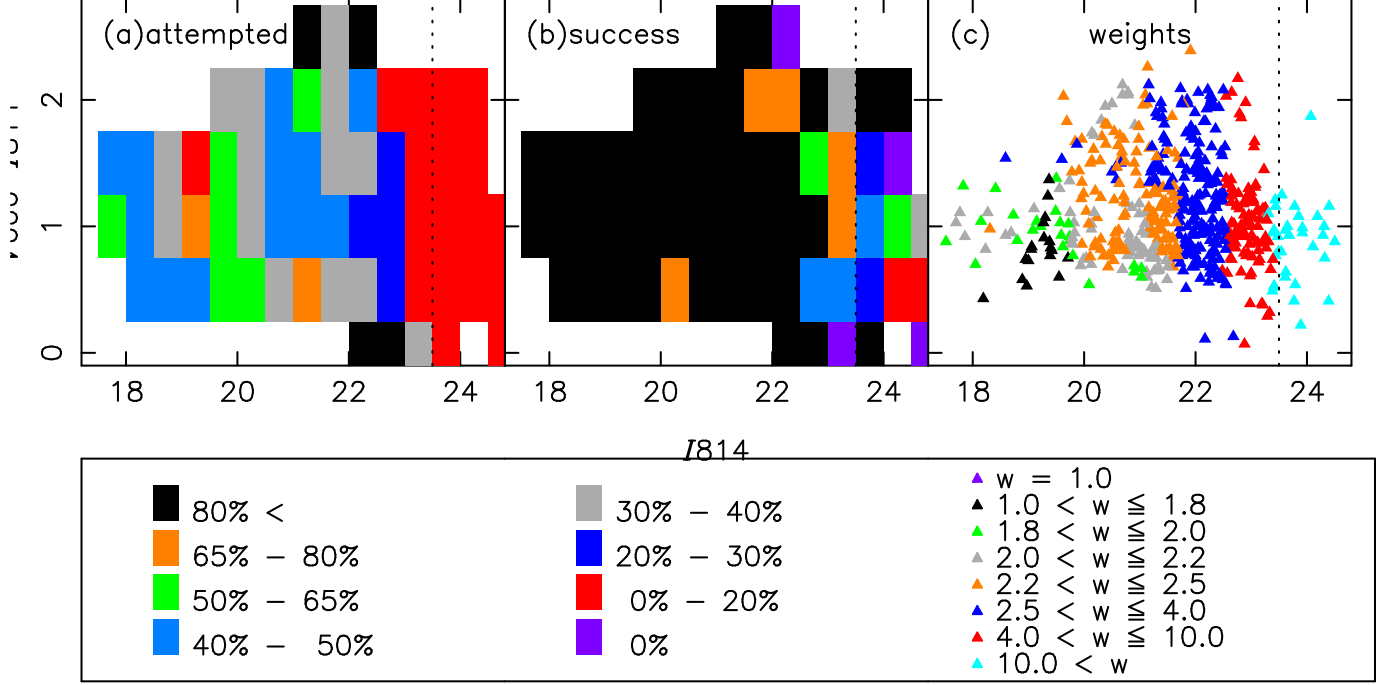 (a)attempted (b)success (c) weights
2
1
0
18 20 22 24 18 20 22 24 18 20 22 24
I814
80% < 30% − 40% w = 1.0
65% − 80% 20% − 30% 1.0 < w ≦ 1.8
50% − 65% 0% − 20% 1.8 < w ≦ 2.0
40% − 50% 0% 2.0 < w ≦ 2.2
2.2 < w ≦ 2.5
2.5 < w ≦ 4.0
4.0 < w ≦ 10.0
10.0 < w